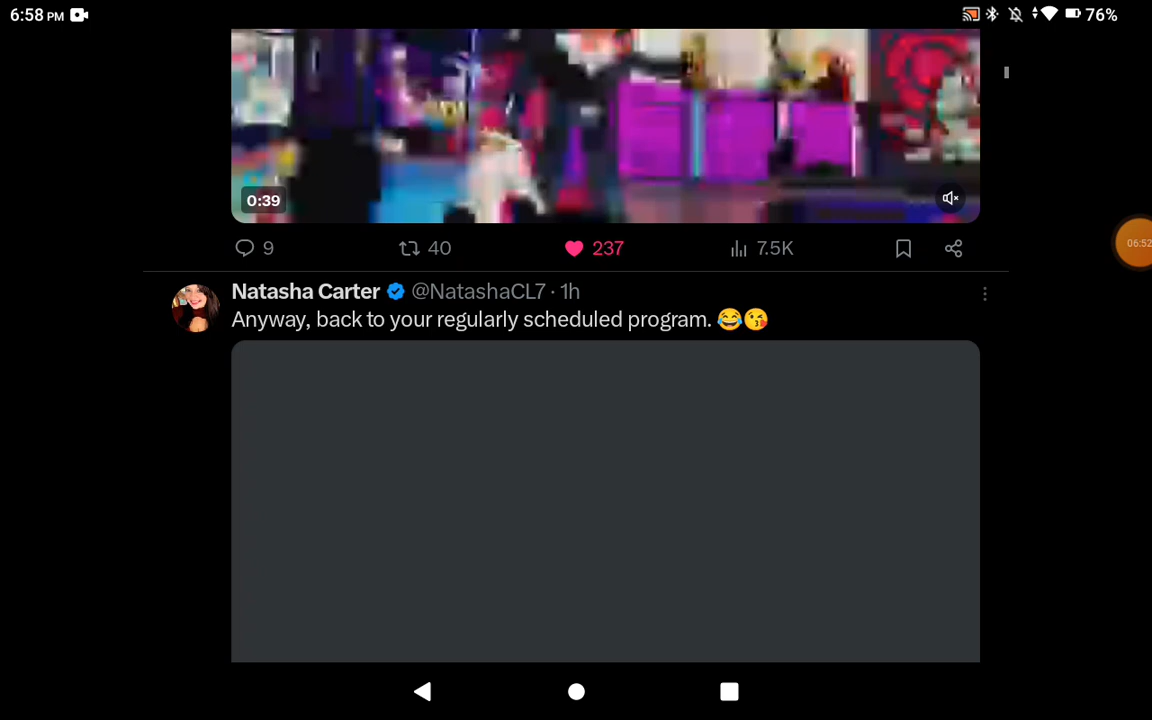 6:58 PM 76%
0:39
9 40 237 7.5K
06:52
Natasha Carter @NatashaCL7 · 1h
Anyway, back to your regularly scheduled program. 😂😘